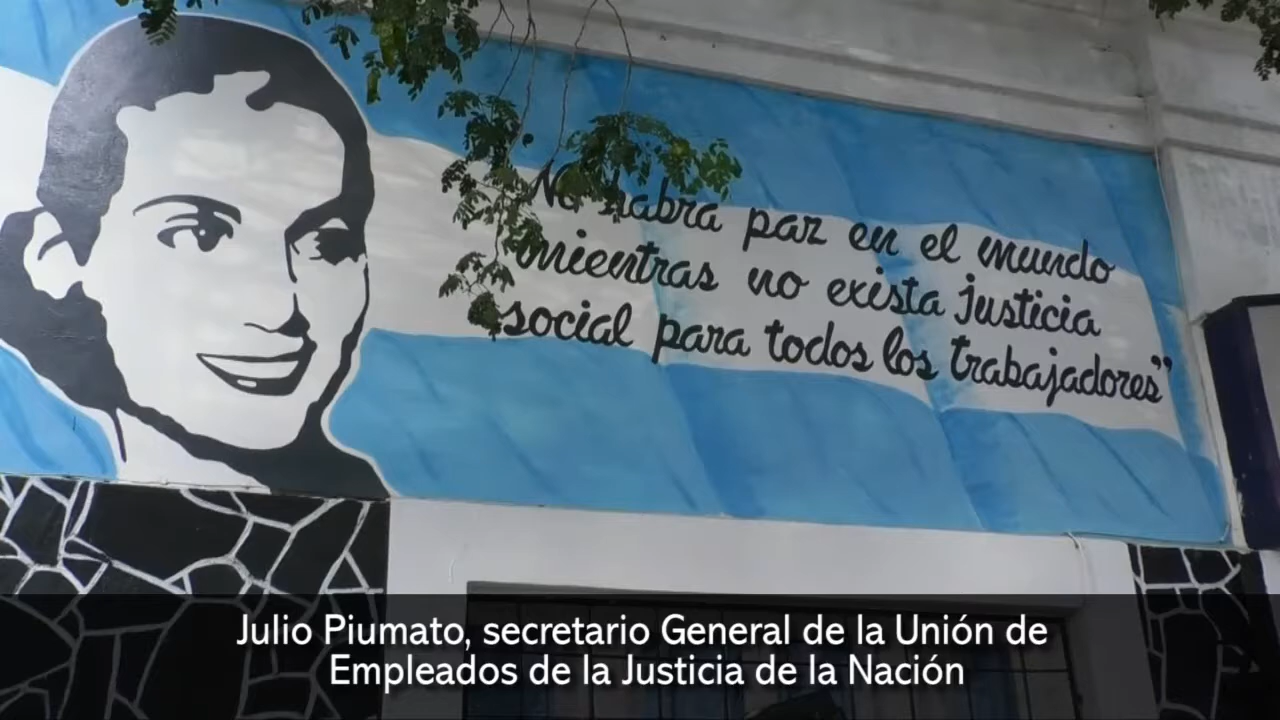 No habra paz en el mundo
mientras no exista justicia
social para todos los trabajadores”
Julio Piumato, secretario General de la Unión de
Empleados de la Justicia de la Nación